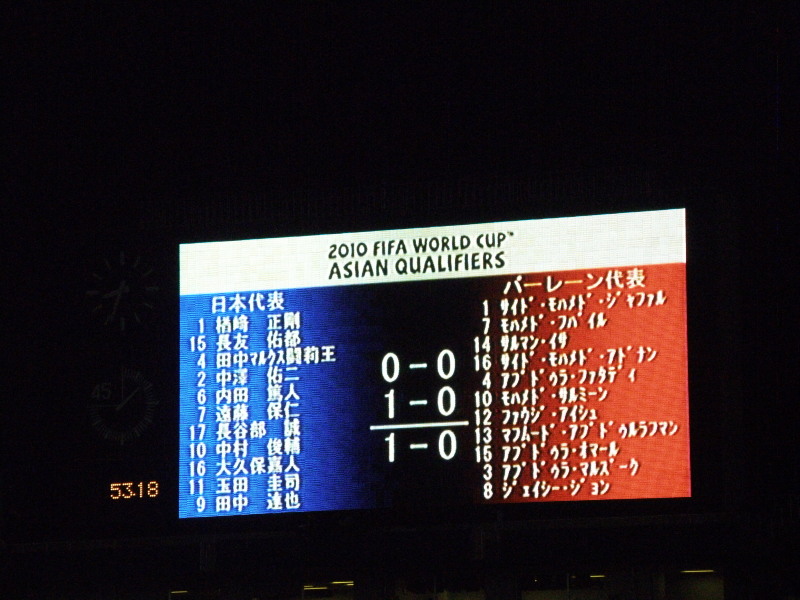 2010 FIFA WORLD CUP™
ASIAN QUALIFIERS
日本代表
1 楢﨑 正剛
15 長友 佑都
4 田中マルクス闘莉王
2 中澤 佑二
6 内田 篤人
7 遠藤 保仁
17 長谷部 誠
10 中村 俊輔
16 大久保嘉人
11 玉田 圭司
9 田中 達也
0-0
1-0
1-0
バーレーン代表
1 サイド・モハメド・ジャファル
7 モハメド・フバイル
14 サルマン・イサ
16 サイド・モハメド・アドナン
4 アブドゥラ・ファタディ
10 モハメド・サルミーン
12 ファウジ・アイシュ
13 マフムード・アブドゥルラフマン
15 アブドゥラ・オマール
3 アブドゥラ・マルズーク
8 ジェイシー・ジョン
53:18
45